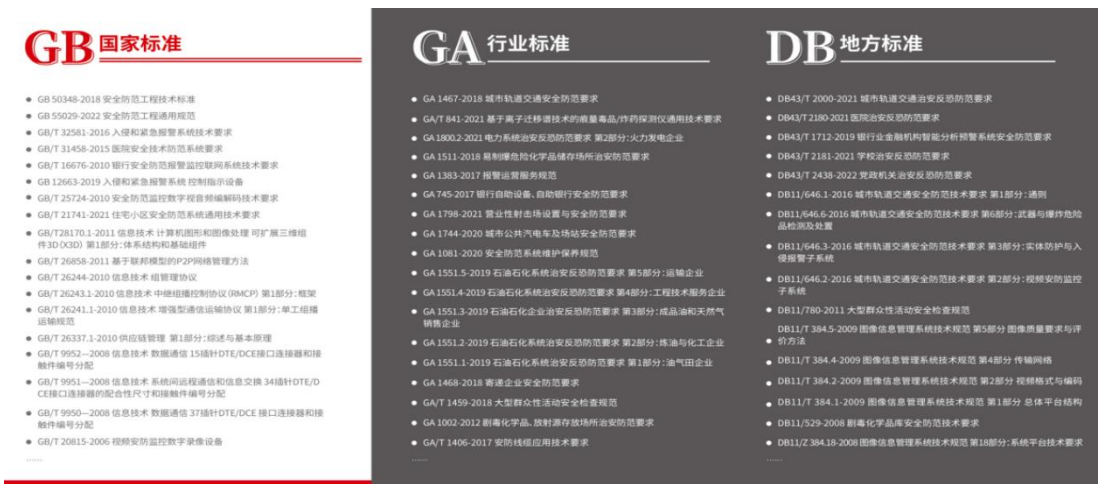 GB 国家标准
GB 50348-2018 安全防范工程技术标准
GB 55029-2022 安全防范工程通用规范
GB/T 32581-2016 入侵和紧急报警系统技术要求
GB/T 31458-2015 医院安全技术防范系统要求
GB/T 16676-2010 银行安全防范报警监控联网系统技术要求
GB 12663-2019 入侵和紧急报警系统 控制指示设备
GB/T 25724-2010 安全防范监控数字视音频编解码技术要求
GB/T 21741-2021 住宅小区安全防范系统通用技术要求
GB/T28170.1-2011 信息技术 计算机图形和图像处理 可扩展三维组
件3D（X3D） 第1部分：体系结构和基础组件
GB/T 26858-2011 基于联邦模型的P2P网络管理方法
GB/T 26244-2010 信息技术 组管理协议
GB/T 26243.1-2010 信息技术 中继组播控制协议（RMCP） 第1部分：框架
GB/T 26241.1-2010 信息技术 增强型通信运输协议 第1部分：单工组播
运输规范
GB/T 26337.1-2010 供应链管理 第1部分：综述与基本原理
GB/T 9952—2008 信息技术 数据通信 15插针DTE/DCE接口连接器和接
触件编号分配
GB/T 9951—2008 信息技术 系统间远程通信和信息交换 34插针DTE/D
CE接口连接器的配合性尺寸和接触件编号分配
GB/T 9950—2008 信息技术 数据通信 37插针DTE/DCE 接口连接器和接
触件编号分配
GB/T 20815-2006 视频安防监控数字录像设备
……
GA 行业标准
GA 1467-2018 城市轨道交通安全防范要求
GA/T 841-2021 基于离子迁移谱技术的痕量毒品/炸药探测仪通用技术要求
GA 1800.2-2021 电力系统治安反恐防范要求 第2部分：火力发电企业
GA 1511-2018 易制爆危险化学品储存场所治安防范要求
GA 1383-2017 报警运营服务规范
GA 745-2017 银行自助设备、自助银行安全防范要求
GA 1798-2021 营业性射击场设置与安全防范要求
GA 1744-2020 城市公共汽电车及场站安全防范要求
GA 1081-2020 安全防范系统维护保养规范
GA 1551.5-2019 石油石化系统治安反恐防范要求 第5部分：运输企业
GA 1551.4-2019 石油石化系统治安反恐防范要求 第4部分：工程技术服务企业
GA 1551.3-2019 石油石化企业治安反恐防范要求 第3部分：成品油和天然气
销售企业
GA 1551.2-2019 石油石化系统治安反恐防范要求 第2部分：炼油与化工企业
GA 1551.1-2019 石油石化系统治安反恐防范要求 第1部分：油气田企业
GA 1468-2018 寄递企业安全防范要求
GA/T 1459-2018 大型群众性活动安全检查规范
GA 1002-2012 剧毒化学品、放射源存放场所治安防范要求
GA/T 1406-2017 安防线缆应用技术要求
……
DB 地方标准
DB43/T 2000-2021 城市轨道交通治安反恐防范要求
DB43/T 2180-2021 医院治安反恐防范要求
DB43/T 1712-2019 银行业金融机构智能分析预警系统安全防范要求
DB43/T 2181-2021 学校治安反恐防范要求
DB43/T 2438-2022 党政机关治安反恐防范要求
DB11/646.1-2016 城市轨道交通安全防范技术要求 第1部分：通则
DB11/646.6-2016 城市轨道交通安全防范技术要求 第6部分：武器与爆炸危险
品检测及处置
DB11/646.3-2016 城市轨道交通安全防范技术要求 第3部分：实体防护与入
侵报警子系统
DB11/646.2-2016 城市轨道交通安全防范技术要求 第2部分：视频安防监控
子系统
DB11/780-2011 大型群众性活动安全检查规范
DB11/T 384.5-2009 图像信息管理系统技术规范 第5部分 图像质量要求与评
价方法
DB11/T 384.4-2009 图像信息管理系统技术规范 第4部分 传输网络
DB11/T 384.2-2009 图像信息管理系统技术规范 第2部分 视频格式与编码
DB11/T 384.1-2009 图像信息管理系统技术规范 第1部分 总体平台结构
DB11/529-2008 剧毒化学品库安全防范技术要求
DB11/Z 384.18-2008 图像信息管理系统技术规范 第18部分：系统平台技术要求
……